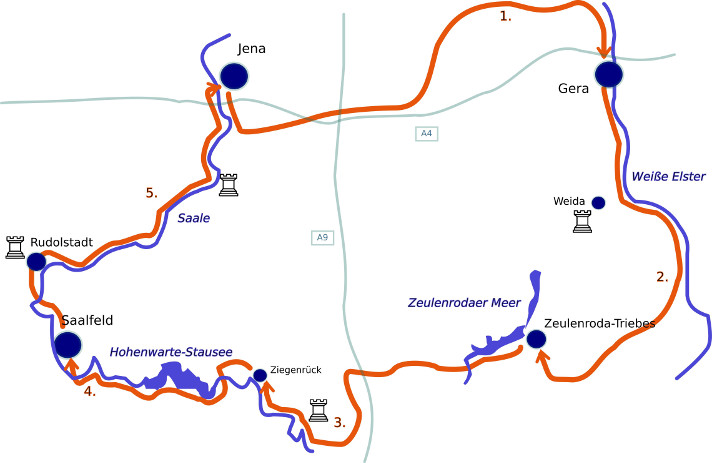 1.
Jena
Gera
A4
Weiße Elster
5.
Weida
Saale
A9
Rudolstadt
2.
Zeulenrodaer Meer
Saalfeld
Zeulenroda-Triebes
Hohenwarte-Stausee
Ziegenrück
4.
3.